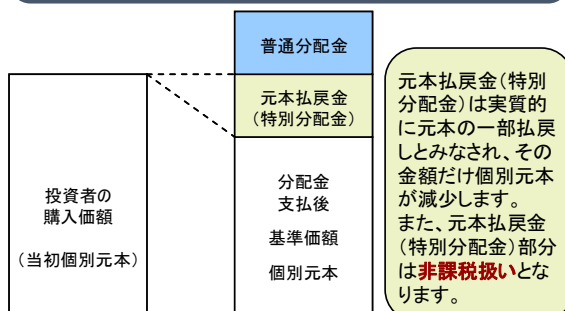 普通分配金
元本払戻金
(特別分配金)
投資者の
購入価額
(当初個別元本)
分配金
支払後
基準価額
個別元本
元本払戻金(特別
分配金)は実質的
に元本の一部払戻
しとみなされ、その
金額だけ個別元本
が減少します。
また、元本払戻金
(特別分配金)部分
は非課税扱いとな
ります。